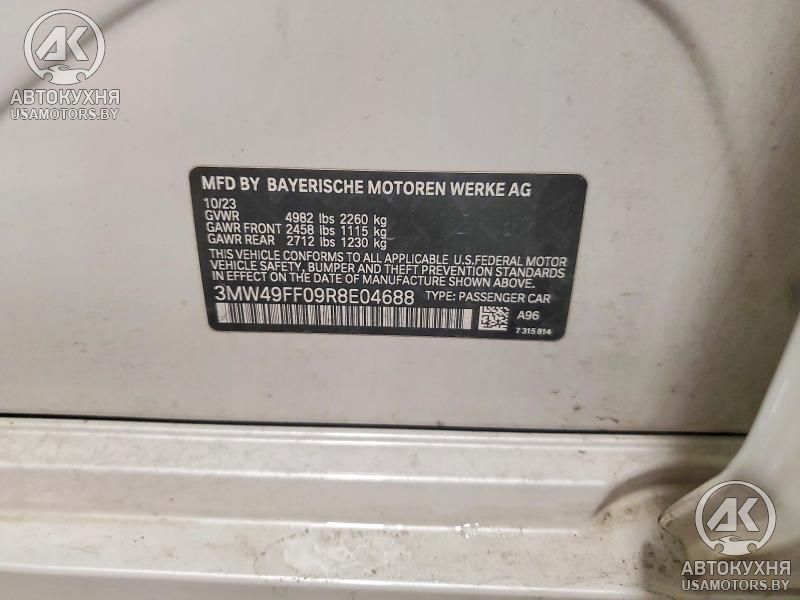 АК
АВТОКУХНЯ
USAMOTORS.BY
MFD BY BAYERISCHE MOTOREN WERKE AG
10/23
GVWR 4982 lbs 2260 kg
GAWR FRONT 2458 lbs 1115 kg
GAWR REAR 2712 lbs 1230 kg
THIS VEHICLE CONFORMS TO ALL APPLICABLE U.S.FEDERAL MOTOR
VEHICLE SAFETY, BUMPER AND THEFT PREVENTION STANDARDS
IN EFFECT ON THE DATE OF MANUFACTURE SHOWN ABOVE.
3MW49FF09R8E04688 TYPE: PASSENGER CAR
A96
7 315 814
АК
АВТОКУХНЯ
USAMOTORS.BY